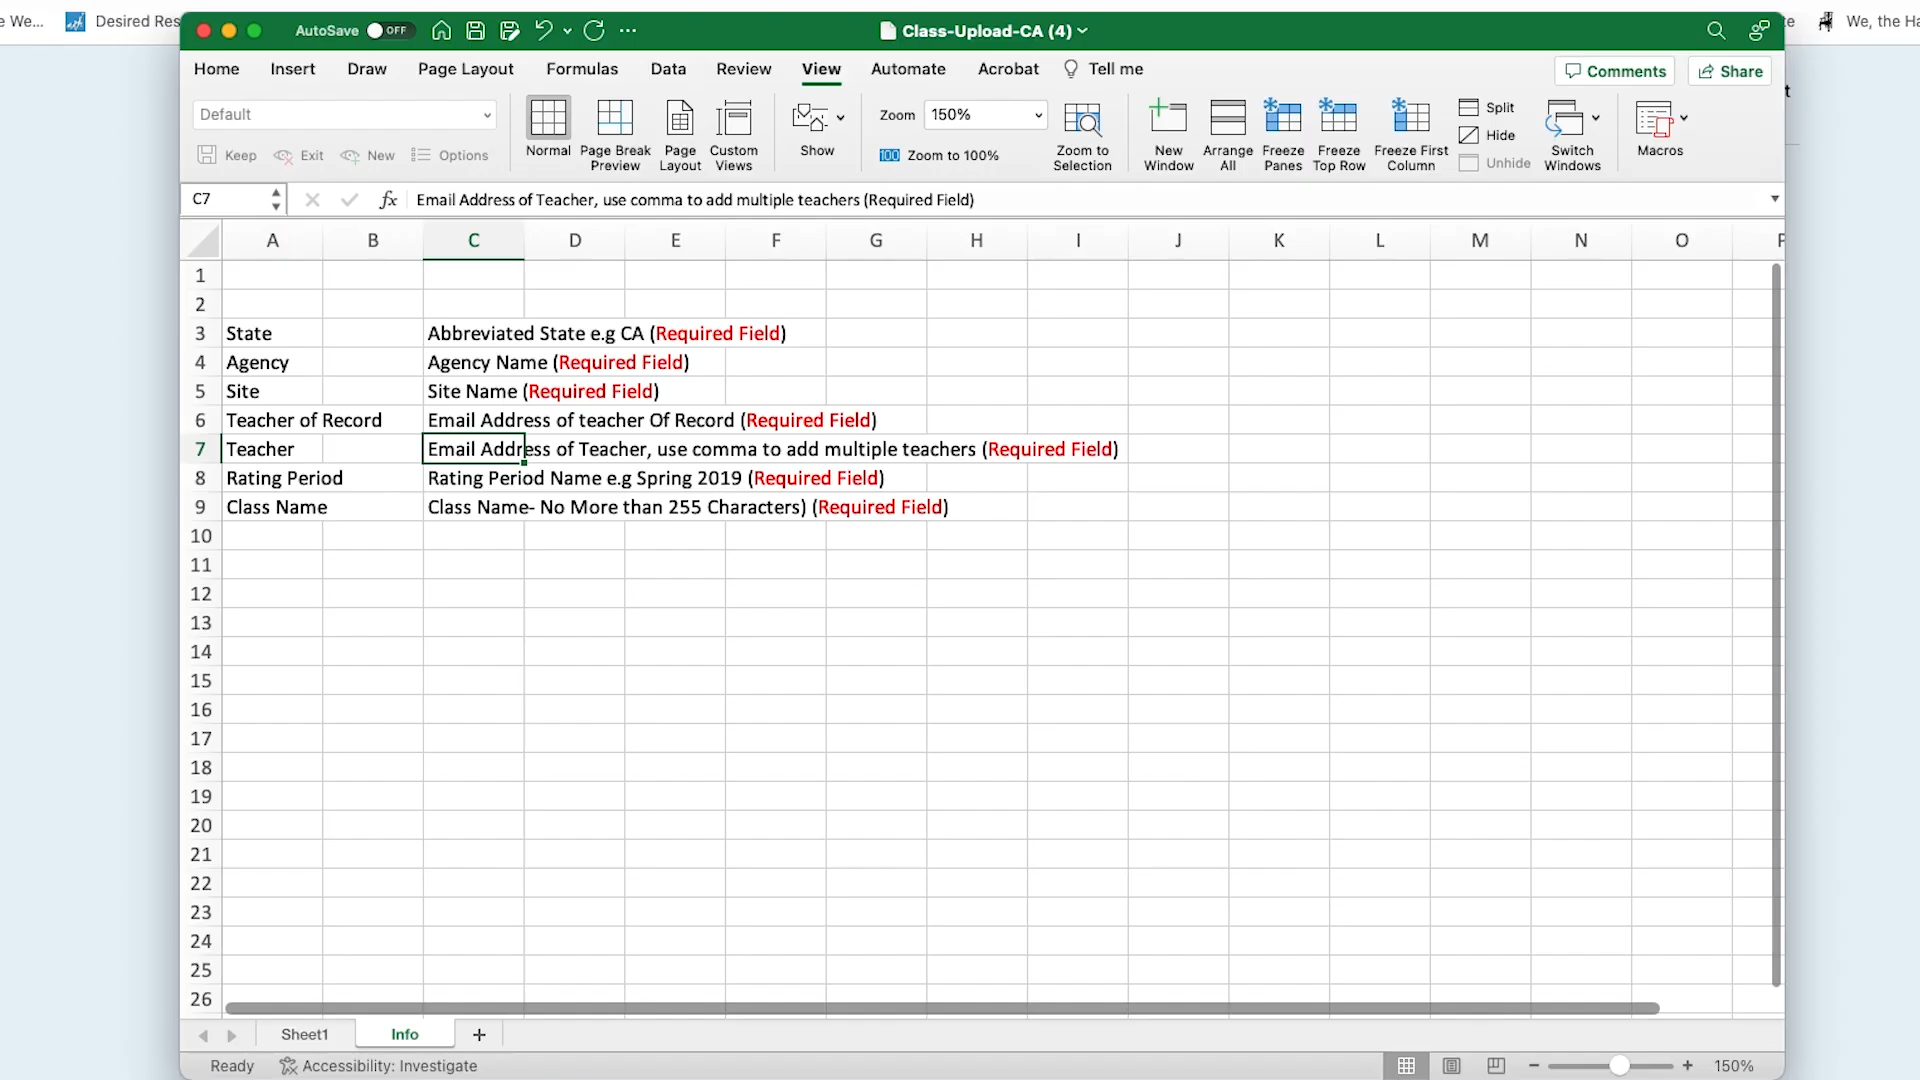 e We...
Desired Res
te
We, the Ha
AutoSave OFF
Class-Upload-CA (4)
Home Insert Draw Page Layout Formulas Data Review View Automate Acrobat Tell me
Comments Share
t
Default
Keep Exit New Options
Normal
Page Break Preview
Page Layout
Custom Views
Show
Zoom 150%
100 Zoom to 100%
Zoom to Selection
New Window
Arrange All
Freeze Panes
Freeze Top Row
Freeze First Column
Split
Hide
Unhide
Switch Windows
Macros
C7 fx Email Address of Teacher, use comma to add multiple teachers (Required Field)
A B C D E F G H I J K L M N O P
1
2
3 State Abbreviated State e.g CA (Required Field)
4 Agency Agency Name (Required Field)
5 Site Site Name (Required Field)
6 Teacher of Record Email Address of teacher Of Record (Required Field)
7 Teacher Email Address of Teacher, use comma to add multiple teachers (Required Field)
8 Rating Period Rating Period Name e.g Spring 2019 (Required Field)
9 Class Name Class Name- No More than 255 Characters) (Required Field)
10
11
12
13
14
15
16
17
18
19
20
21
22
23
24
25
26
Sheet1 Info +
Ready Accessibility: Investigate
150%